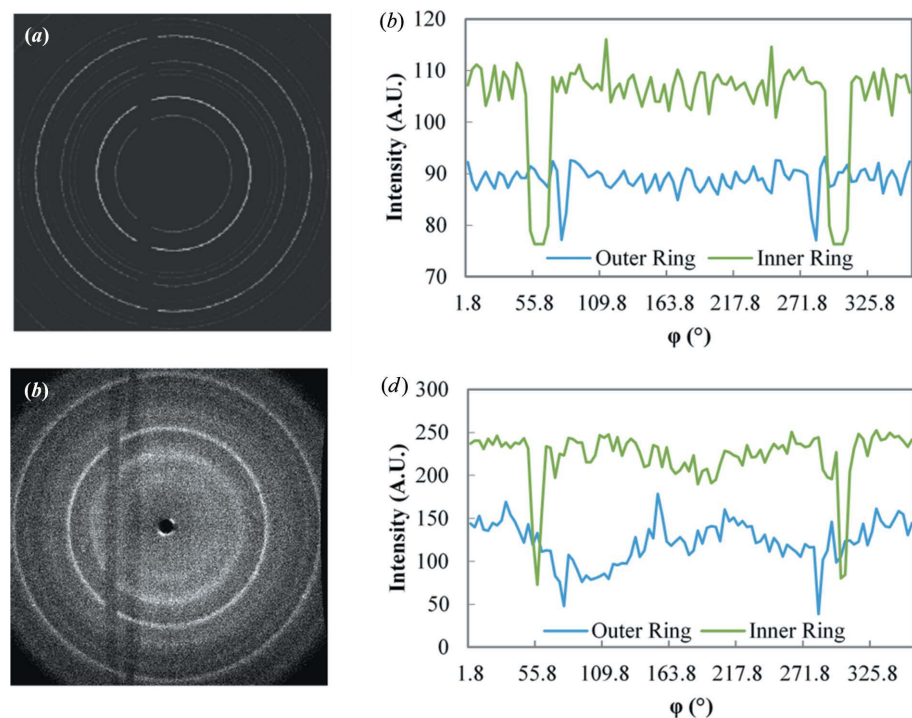 (a)
(b)
120
110
100
90
80
70
Intensity (A.U.)
Outer Ring Inner Ring
1.8 55.8 109.8 163.8 217.8 271.8 325.8
φ (°)
(b)
(d)
300
250
200
150
100
50
0
Intensity (A.U.)
Outer Ring Inner Ring
1.8 55.8 109.8 163.8 217.8 271.8 325.8
φ (°)